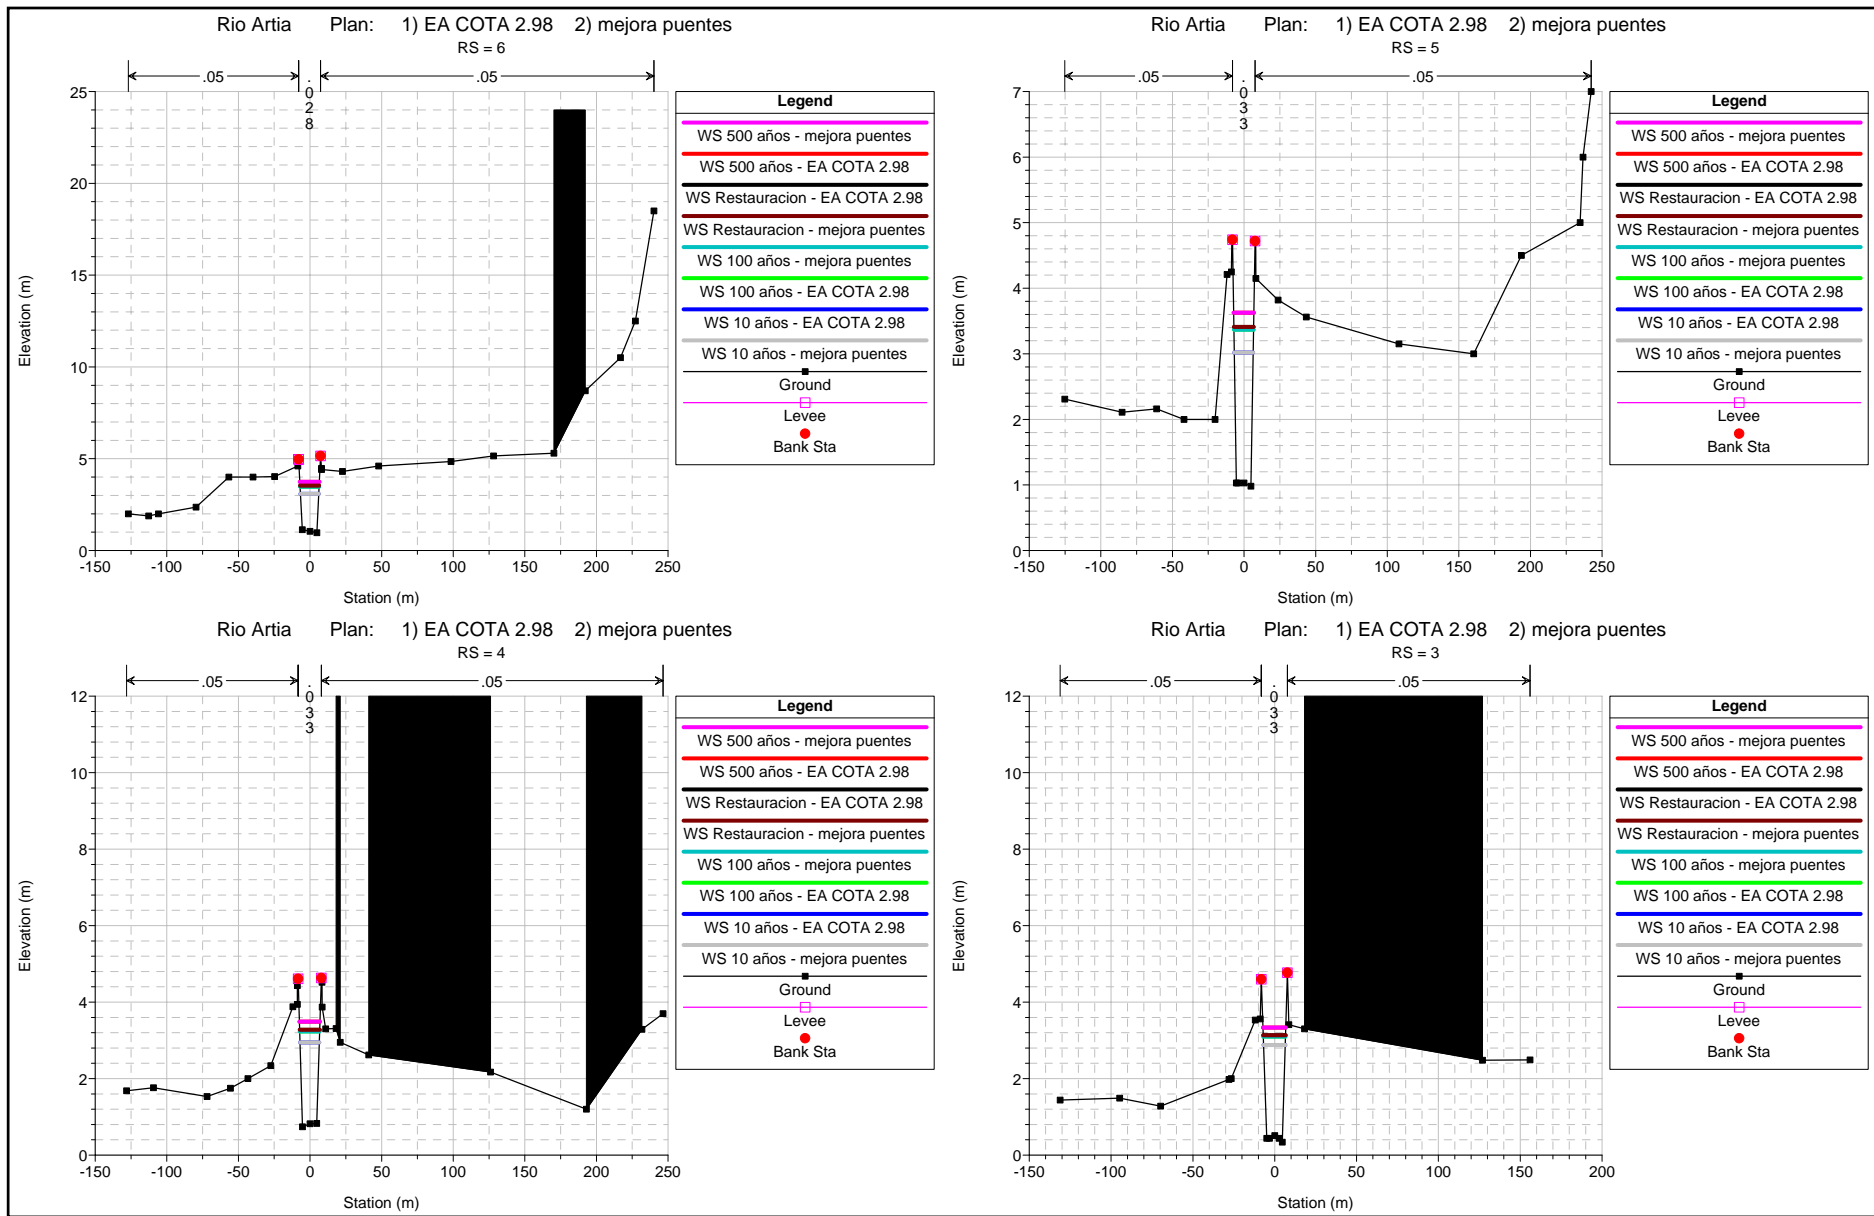 Rio Artia Plan: 1) EA COTA 2.98 2) mejora puentes
RS = 6
.05
.028
.05
25
20
15
10
5
0
-150
-100
-50
0
50
100
150
200
250
Elevation (m)
Station (m)
Legend
WS 500 años - mejora puentes
WS 500 años - EA COTA 2.98
WS Restauracion - EA COTA 2.98
WS Restauracion - mejora puentes
WS 100 años - mejora puentes
WS 100 años - EA COTA 2.98
WS 10 años - EA COTA 2.98
WS 10 años - mejora puentes
Ground
Levee
Bank Sta
Rio Artia Plan: 1) EA COTA 2.98 2) mejora puentes
RS = 5
.05
.033
.05
7
6
5
4
3
2
1
0
-150
-100
-50
0
50
100
150
200
250
Elevation (m)
Station (m)
Legend
WS 500 años - mejora puentes
WS 500 años - EA COTA 2.98
WS Restauracion - EA COTA 2.98
WS Restauracion - mejora puentes
WS 100 años - mejora puentes
WS 100 años - EA COTA 2.98
WS 10 años - EA COTA 2.98
WS 10 años - mejora puentes
Ground
Levee
Bank Sta
Rio Artia Plan: 1) EA COTA 2.98 2) mejora puentes
RS = 4
.05
.033
.05
12
10
8
6
4
2
0
-150
-100
-50
0
50
100
150
200
250
Elevation (m)
Station (m)
Legend
WS 500 años - mejora puentes
WS 500 años - EA COTA 2.98
WS Restauracion - EA COTA 2.98
WS Restauracion - mejora puentes
WS 100 años - mejora puentes
WS 100 años - EA COTA 2.98
WS 10 años - EA COTA 2.98
WS 10 años - mejora puentes
Ground
Levee
Bank Sta
Rio Artia Plan: 1) EA COTA 2.98 2) mejora puentes
RS = 3
.05
.033
.05
12
10
8
6
4
2
0
-150
-100
-50
0
50
100
150
200
Elevation (m)
Station (m)
Legend
WS 500 años - mejora puentes
WS 500 años - EA COTA 2.98
WS Restauracion - EA COTA 2.98
WS Restauracion - mejora puentes
WS 100 años - mejora puentes
WS 100 años - EA COTA 2.98
WS 10 años - EA COTA 2.98
WS 10 años - mejora puentes
Ground
Levee
Bank Sta